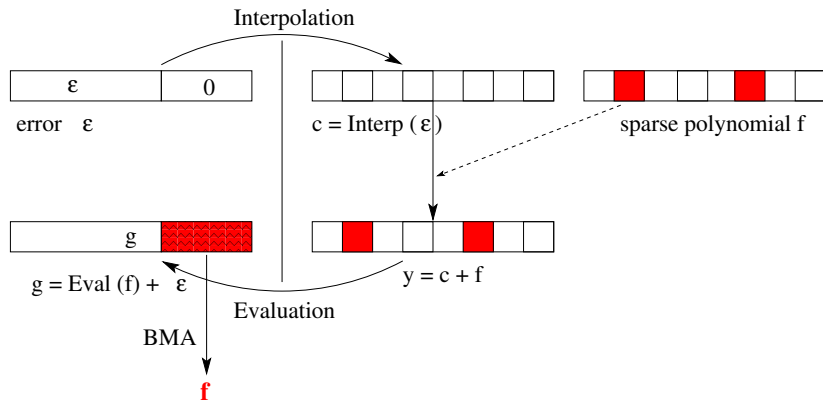 Interpolation
ε 0
error ε
c = Interp (ε)
sparse polynomial f
g
g = Eval (f) + ε
y = c + f
Evaluation
BMA
f